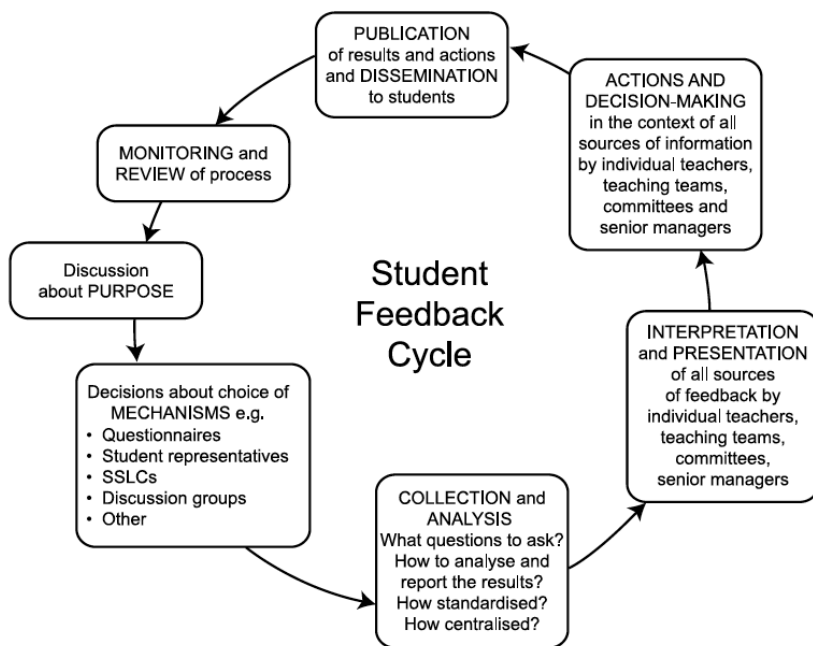 PUBLICATION
of results and actions
and DISSEMINATION
to students
ACTIONS AND
DECISION-MAKING
in the context of all
sources of information
by individual teachers,
teaching teams,
committees and
senior managers
MONITORING and
REVIEW of process
Discussion
about PURPOSE
Student
Feedback
Cycle
INTERPRETATION
and PRESENTATION
of all sources
of feedback by
individual teachers,
teaching teams,
committees,
senior managers
Decisions about choice of
MECHANISMS e.g.
• Questionnaires
• Student representatives
• SSLCs
• Discussion groups
• Other
COLLECTION and
ANALYSIS
What questions to ask?
How to analyse and
report the results?
How standardised?
How centralised?